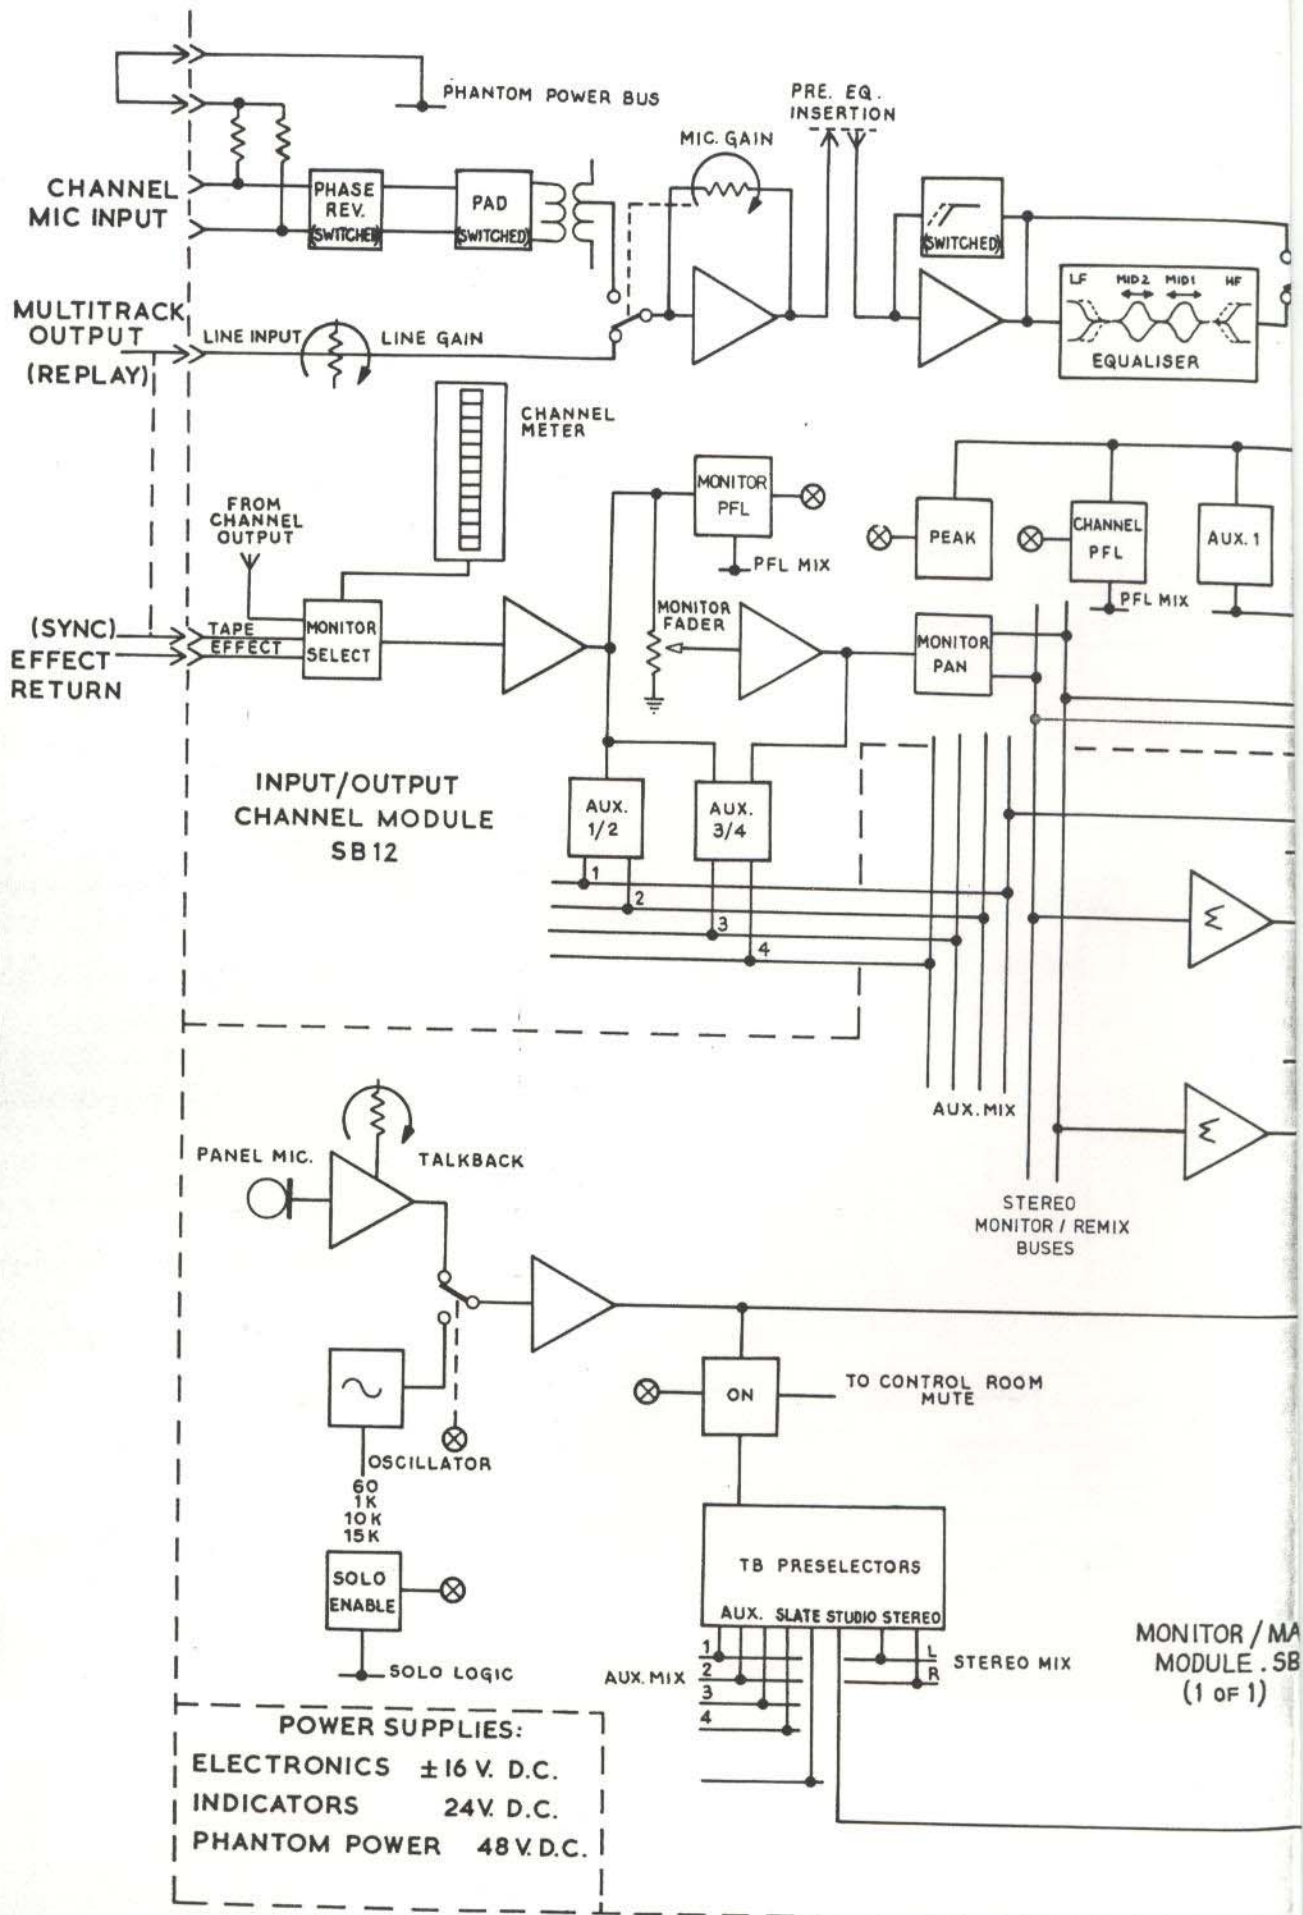 PHANTOM POWER BUS
PRE. EQ.
INSERTION
MIC. GAIN
CHANNEL
MIC INPUT
PHASE
REV.
(SWITCHED)
PAD
(SWITCHED)
(SWITCHED)
LF
MID2
MID1
HF
EQUALISER
MULTITRACK
OUTPUT
(REPLAY)
LINE INPUT
LINE GAIN
CHANNEL
METER
FROM
CHANNEL
OUTPUT
MONITOR
PFL
PFL MIX
PEAK
CHANNEL
PFL
PFL MIX
AUX. 1
(SYNC)
EFFECT
RETURN
TAPE
EFFECT
MONITOR
SELECT
MONITOR
FADER
MONITOR
PAN
INPUT/OUTPUT
CHANNEL MODULE
SB12
AUX.
1/2
AUX.
3/4
1
2
3
4
Σ
Σ
AUX. MIX
STEREO
MONITOR / REMIX
BUSES
PANEL MIC.
TALKBACK
OSCILLATOR
60
1K
10K
15K
ON
TO CONTROL ROOM
MUTE
SOLO
ENABLE
SOLO LOGIC
TB PRESELECTORS
AUX. SLATE STUDIO STEREO
AUX. MIX
1
2
3
4
L
R
STEREO MIX
MONITOR / MA
MODULE . SB
(1 OF 1)
POWER SUPPLIES:
ELECTRONICS ±16 V. D.C.
INDICATORS 24V. D.C.
PHANTOM POWER 48V. D.C.